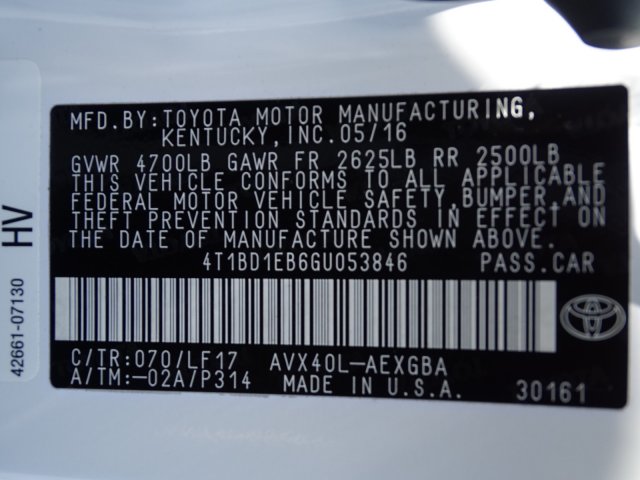 MFD.BY:TOYOTA MOTOR MANUFACTURING,
KENTUCKY,INC.05/16
GVWR 4700LB GAWR FR 2625LB RR 2500LB
THIS VEHICLE CONFORMS TO ALL APPLICABLE
FEDERAL MOTOR VEHICLE SAFETY,BUMPER,AND
THEFT PREVENTION STANDARDS IN EFFECT ON
THE DATE OF MANUFACTURE SHOWN ABOVE.
4T1BD1EB6GU053846 PASS.CAR
C/TR:070/LF17 AVX40L-AEXGBA
A/TM:-02A/P314 MADE IN U.S.A. 30161
42661-07130 HV